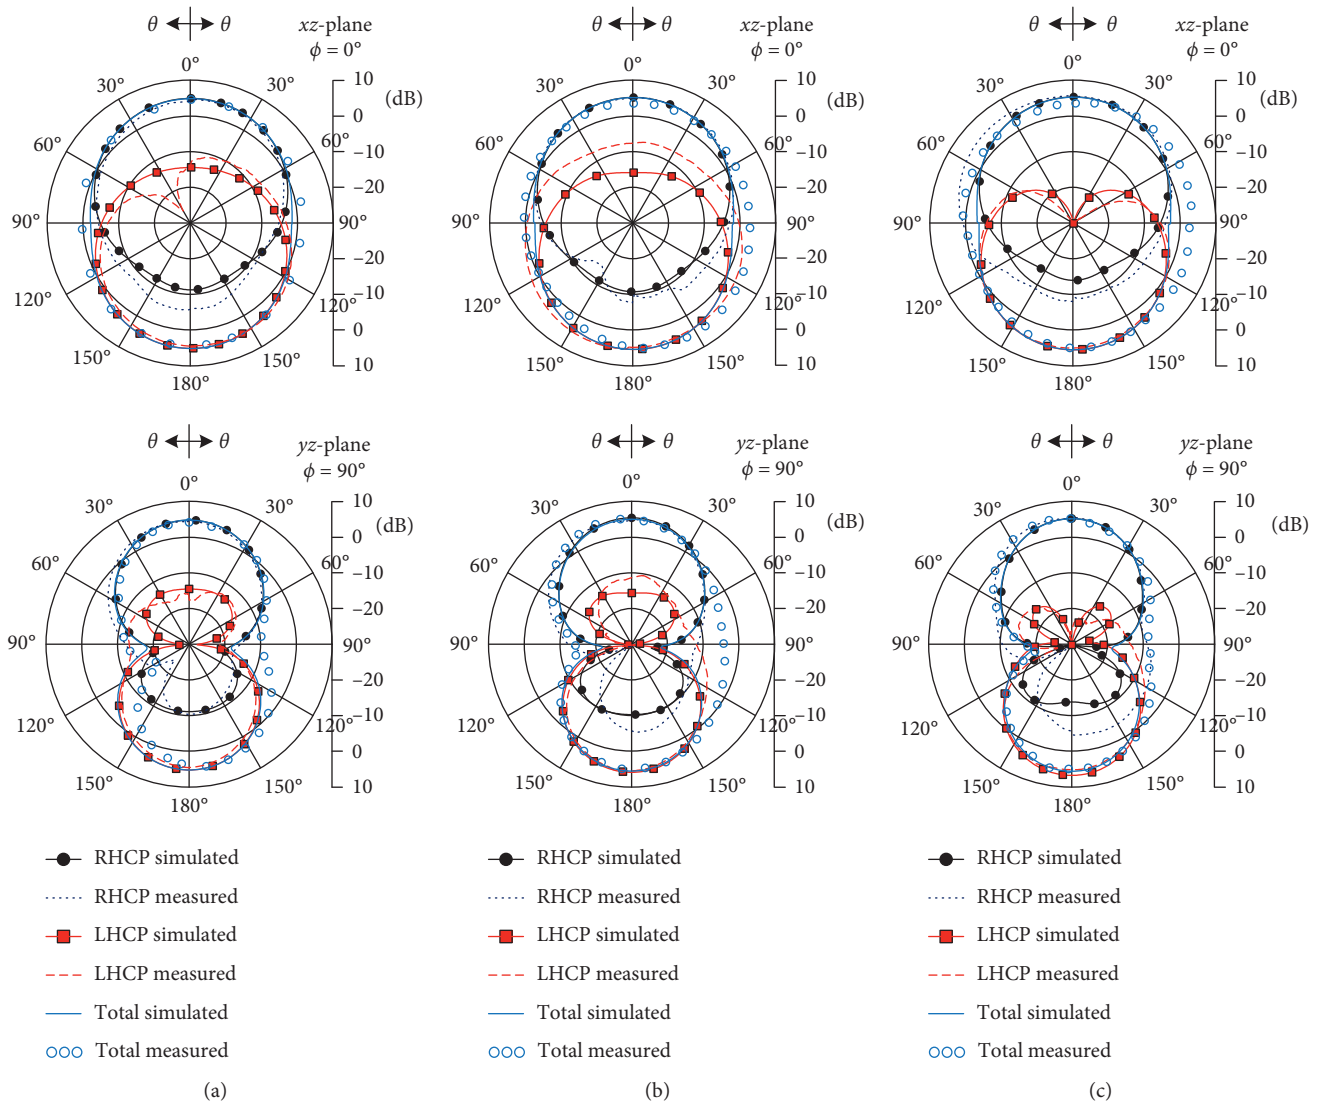 θ θ xz-plane
ϕ = 0°
0°
30° 30°
60° 60°
90° 90°
120° 120°
150° 150°
180°
10
(dB)
0
–10
–20
–20
–10
0
10
θ θ xz-plane
ϕ = 0°
0°
30° 30°
60° 60°
90° 90°
120° 120°
150° 150°
180°
10
(dB)
0
–10
–20
–20
–10
0
10
θ θ xz-plane
ϕ = 0°
0°
30° 30°
60° 60°
90° 90°
120° 120°
150° 150°
180°
10
(dB)
0
–10
–20
–20
–10
0
10
θ θ yz-plane
ϕ = 90°
0°
30° 30°
60° 60°
90° 90°
120° 120°
150° 150°
180°
10
(dB)
0
–10
–20
–20
–10
0
10
θ θ yz-plane
ϕ = 90°
0°
30° 30°
60° 60°
90° 90°
120° 120°
150° 150°
180°
10
(dB)
0
–10
–20
–20
–10
0
10
θ θ yz-plane
ϕ = 90°
0°
30° 30°
60° 60°
90° 90°
120° 120°
150° 150°
180°
10
(dB)
0
–10
–20
–20
–10
0
10
RHCP simulated
RHCP measured
LHCP simulated
LHCP measured
Total simulated
Total measured
(a)
RHCP simulated
RHCP measured
LHCP simulated
LHCP measured
Total simulated
Total measured
(b)
RHCP simulated
RHCP measured
LHCP simulated
LHCP measured
Total simulated
Total measured
(c)